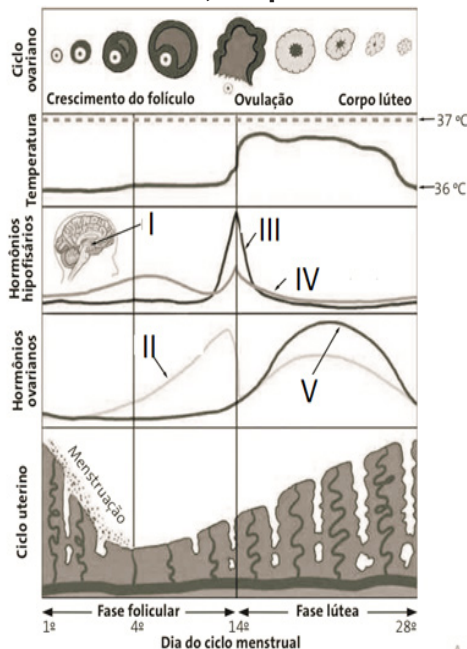 Ciclo
ovariano
Crescimento do folículo
Ovulação
Corpo lúteo
Temperatura
37 ºC
36 ºC
Hormônios
hipofisários
I
III
IV
Hormônios
ovarianos
II
V
Ciclo uterino
Menstruação
Fase folicular
Fase lútea
1º
4º
14º
28º
Dia do ciclo menstrual